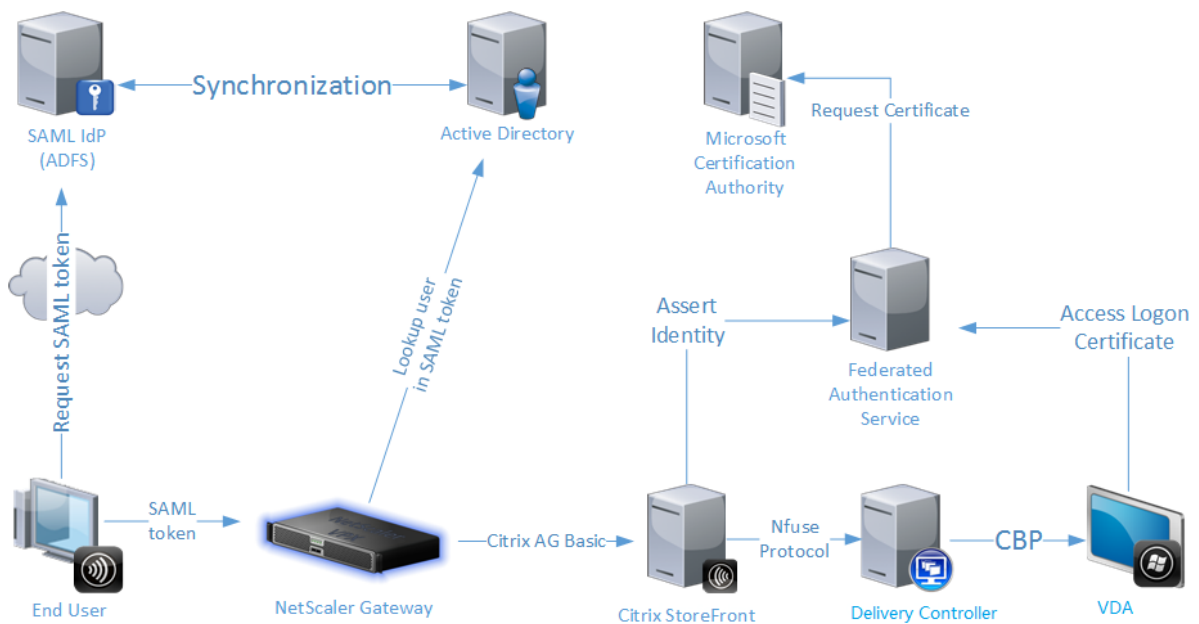 Synchronization
SAML IdP
(ADFS)
Active Directory
Request Certificate
Microsoft
Certification
Authority
Request SAML token
Lookup user
in SAML token
Assert
Identity
Access Logon
Certificate
Federated
Authentication
Service
SAML
token
Citrix AG Basic
Nfuse
Protocol
CBP
End User
NetScaler Gateway
Citrix StoreFront
Delivery Controller
VDA